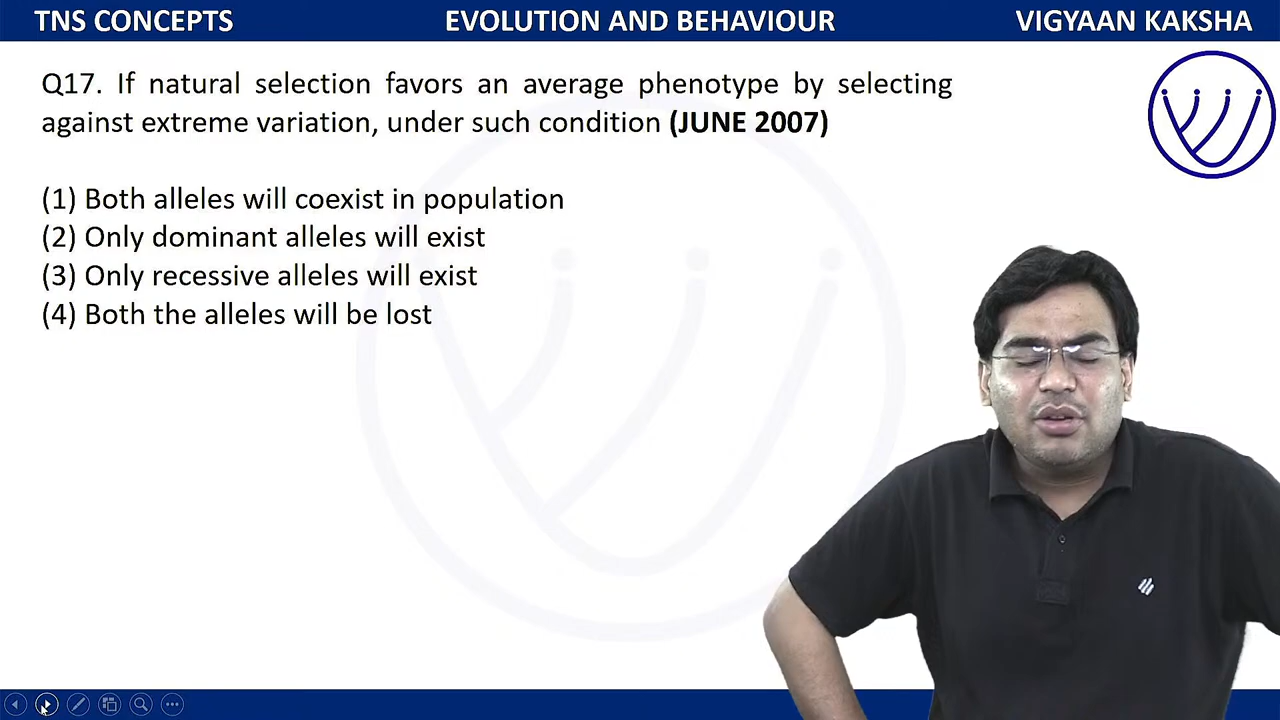 TNS CONCEPTS EVOLUTION AND BEHAVIOUR VIGYAAN KAKSHA
Q17. If natural selection favors an average phenotype by selecting
against extreme variation, under such condition (JUNE 2007)
(1) Both alleles will coexist in population
(2) Only dominant alleles will exist
(3) Only recessive alleles will exist
(4) Both the alleles will be lost